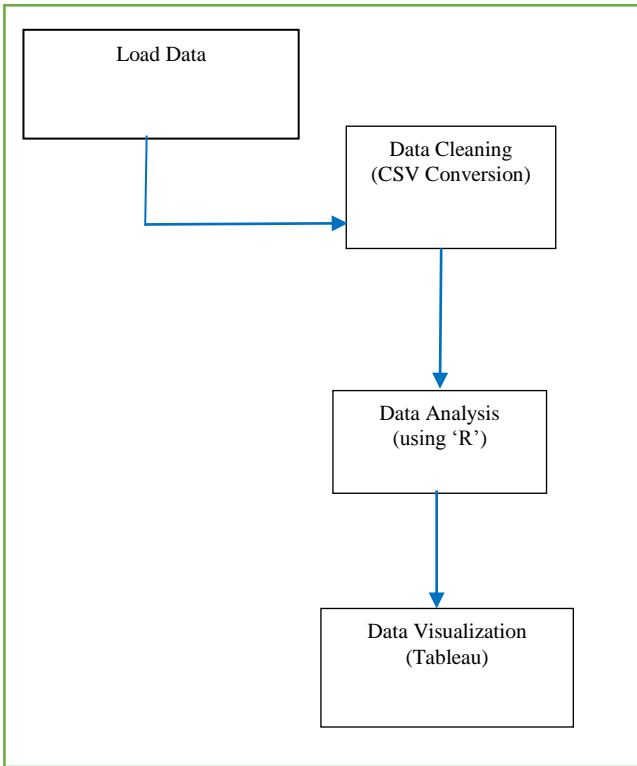 Load Data
Data Cleaning
(CSV Conversion)
Data Analysis
(using ‘R’)
Data Visualization
(Tableau)